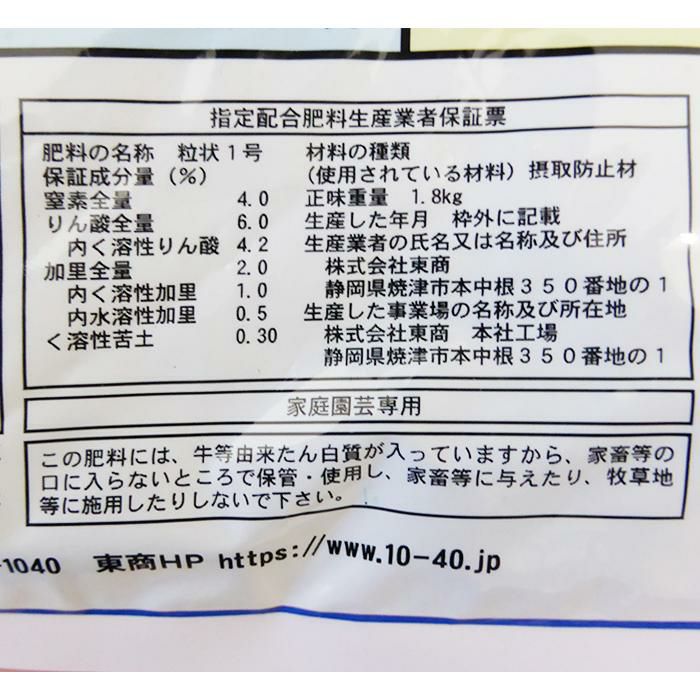 指定配合肥料生産業者保証票
肥料の名称　粒状1号
保証成分量（％）
窒素全量　4.0
りん酸全量　6.0
内く溶性りん酸　4.2
加里全量　2.0
内く溶性加里　1.0
内水溶性加里　0.5
く溶性苦土　0.30
材料の種類
（使用されている材料）摂取防止材
正味重量　1.8kg
生産した年月　枠外に記載
生産業者の氏名又は名称及び住所
株式会社東商
静岡県焼津市本中根３５０番地の１
生産した事業場の名称及び所在地
株式会社東商　本社工場
静岡県焼津市本中根３５０番地の１
家庭園芸専用
この肥料には、牛等由来たん白質が入っていますから、家畜等の
口に入らないところで保管・使用し、家畜等に与えたり、牧草地
等に施用したりしないで下さい。
-1040　東商HP https://www.10-40.jp